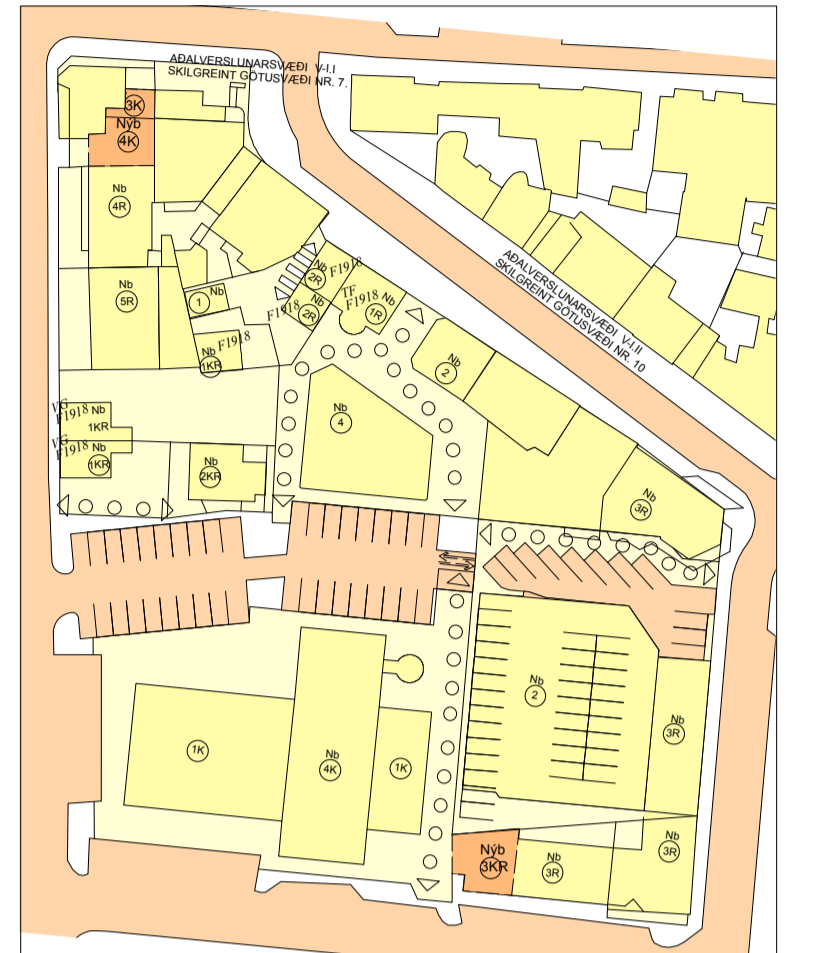 AÐALVERSLUNARSVÆÐI V-I.I
SKILGREINT GÖTUSVÆÐI NR. 7.
3K
Nýb
4K
Nb
4R
Nb
5R
Nb
1
Nb
1KR
F1918
Nb
2R
F1918
Nb
2R
F1918
TF
F1918
Nb
1R
AÐALVERSLUNARSVÆÐI V-I.II
SKILGREINT GÖTUSVÆÐI NR. 10
Nb
2
Nb
4
VG
F1918
Nb
1KR
VG
F1918
Nb
1KR
Nb
2KR
Nb
3R
Nb
2
Nb
3R
1K
Nb
4K
1K
Nýb
3KR
Nb
3R
Nb
3R